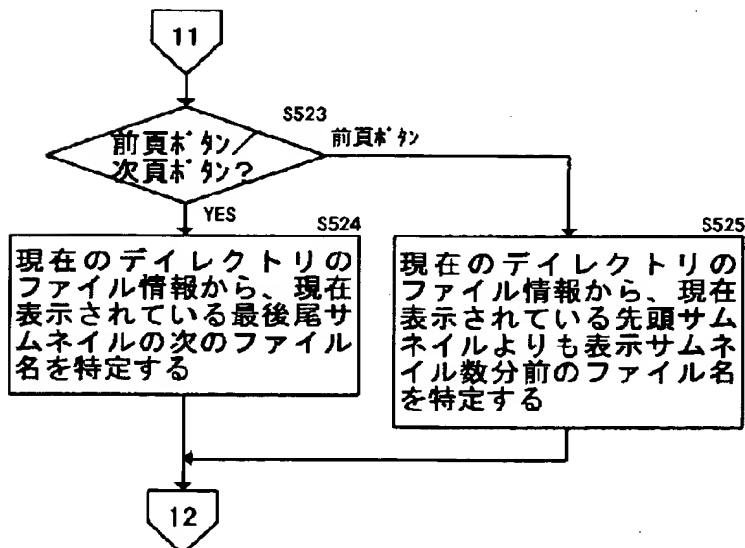 11
S523
前頁ボタン/
次頁ボタン?
前頁ボタン
YES
S524
現在のデイレクトリの
ファイル情報から、現在
表示されている最後尾サ
ムネイルの次のファイル
名を特定する
S525
現在のデイレクトリの
ファイル情報から、現在
表示されている先頭サム
ネイルよりも表示サムネ
イル数分前のファイル名
を特定する
12